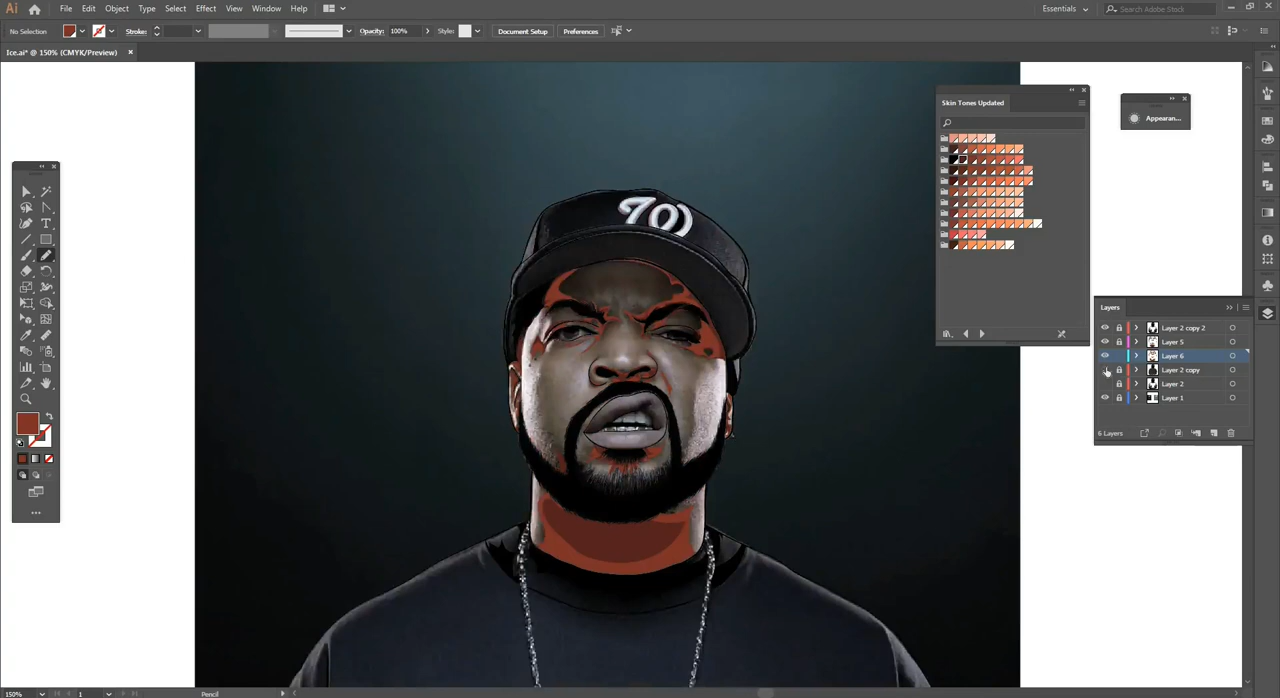 Ai File Edit Object Type Select Effect View Window Help Essentials Search Adobe Stock
No Selection Stroke: Opacity: 100% Style: Document Setup Preferences
Ice.ai* @ 150% (CMYK/Preview)
Skin Tones Updated
Appearan...
W
T
Layers
Layer 2 copy 2
Layer 5
Layer 6
Layer 2 copy
Layer 2
Layer 1
6 Layers
150% 1 Pencil